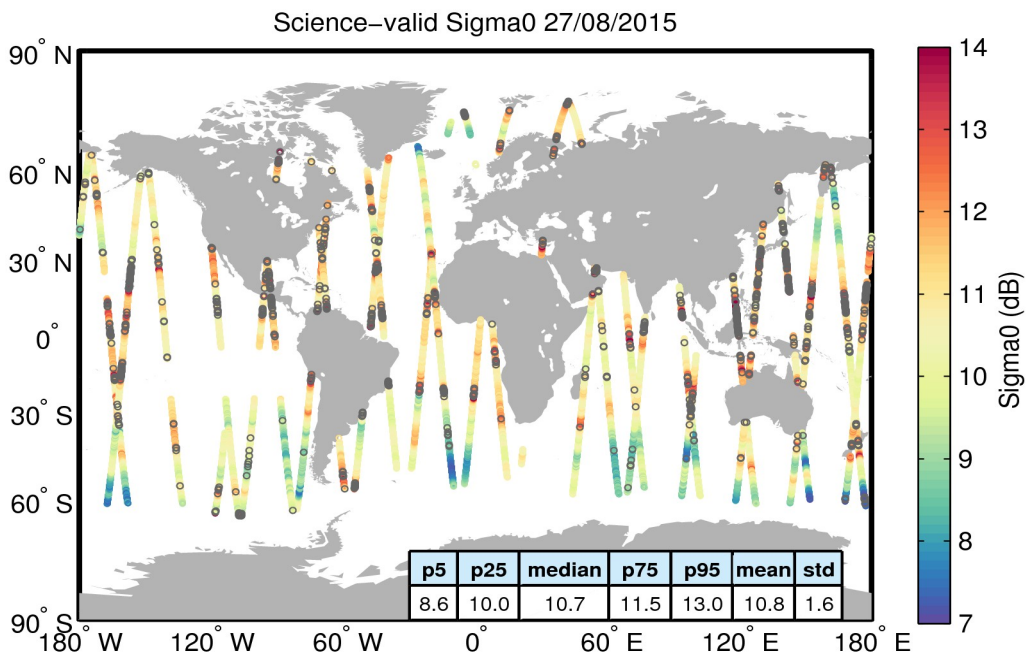 Science−valid Sigma0 27/08/2015
90° N
60° N
30° N
0°
30° S
60° S
90° S
180° W
120° W
60° W
0°
60° E
120° E
180° E
p5 p25 median p75 p95 mean std
8.6 10.0 10.7 11.5 13.0 10.8 1.6
14
13
12
11
10
9
8
7
Sigma0 (dB)